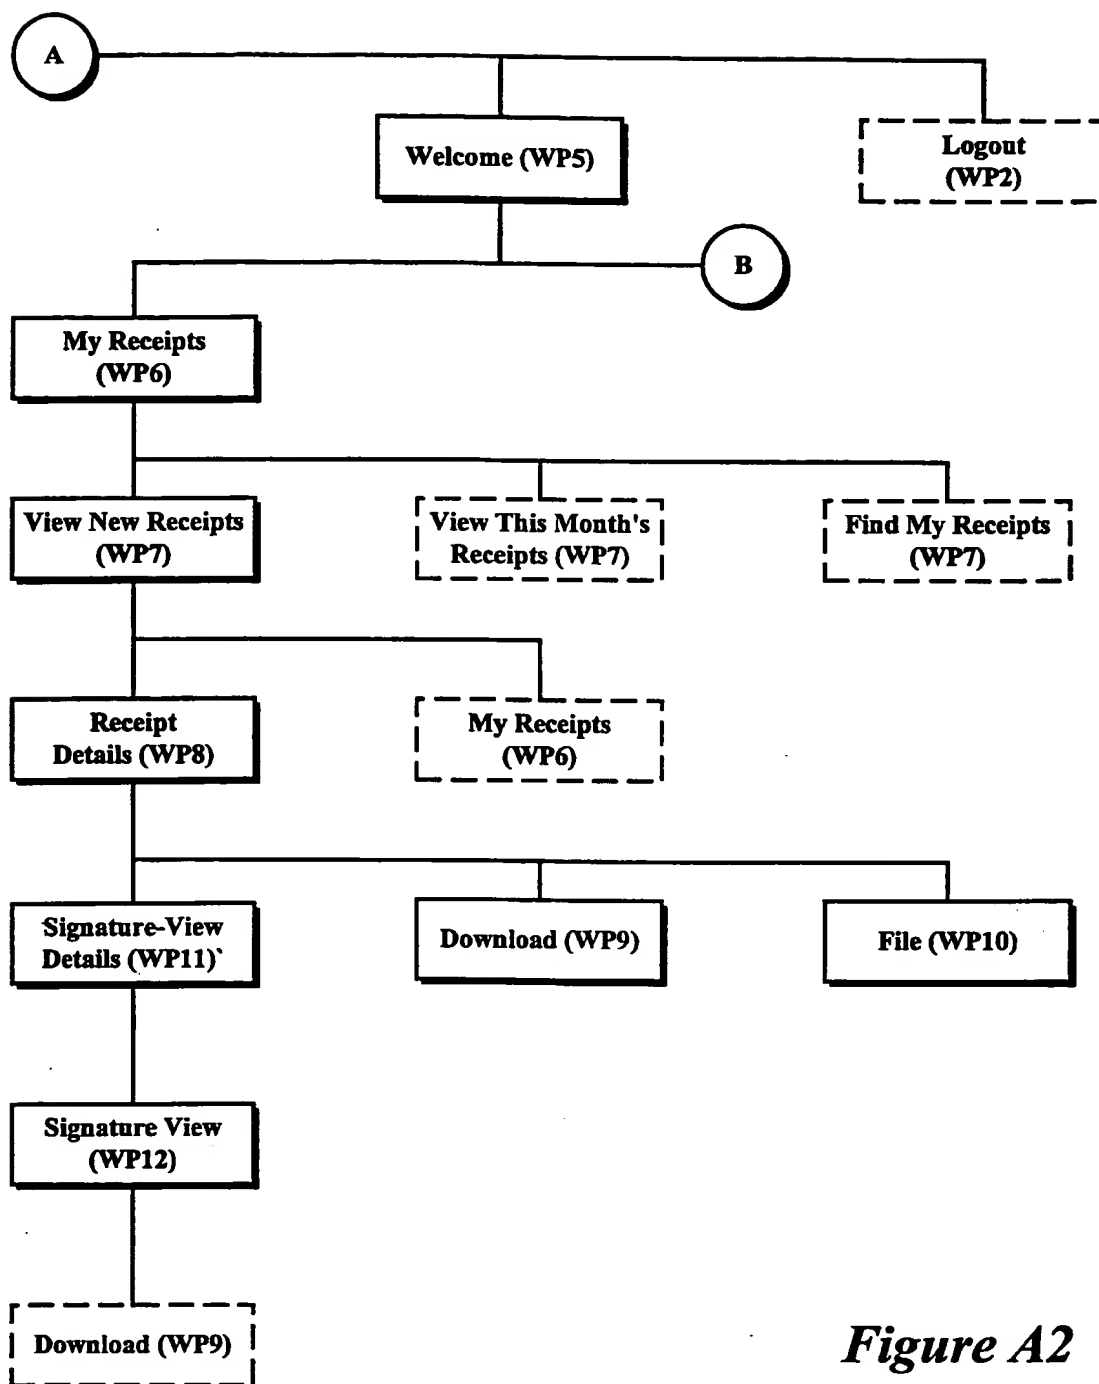 A
Welcome (WP5)
Logout
(WP2)
B
My Receipts
(WP6)
View New Receipts
(WP7)
View This Month's
Receipts (WP7)
Find My Receipts
(WP7)
Receipt
Details (WP8)
My Receipts
(WP6)
Signature-View
Details (WP11)`
Download (WP9)
File (WP10)
Signature View
(WP12)
Download (WP9)
Figure A2